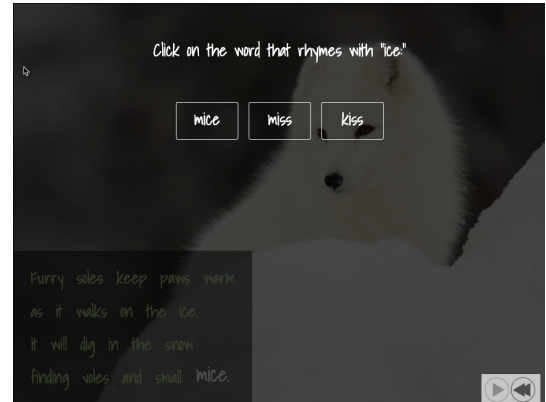 Click on the word that rhymes with "ice."
mice miss kiss
Furry soles keep paws warm
as it walks on the ice.
It will dig in the snow
finding voles and small mice.